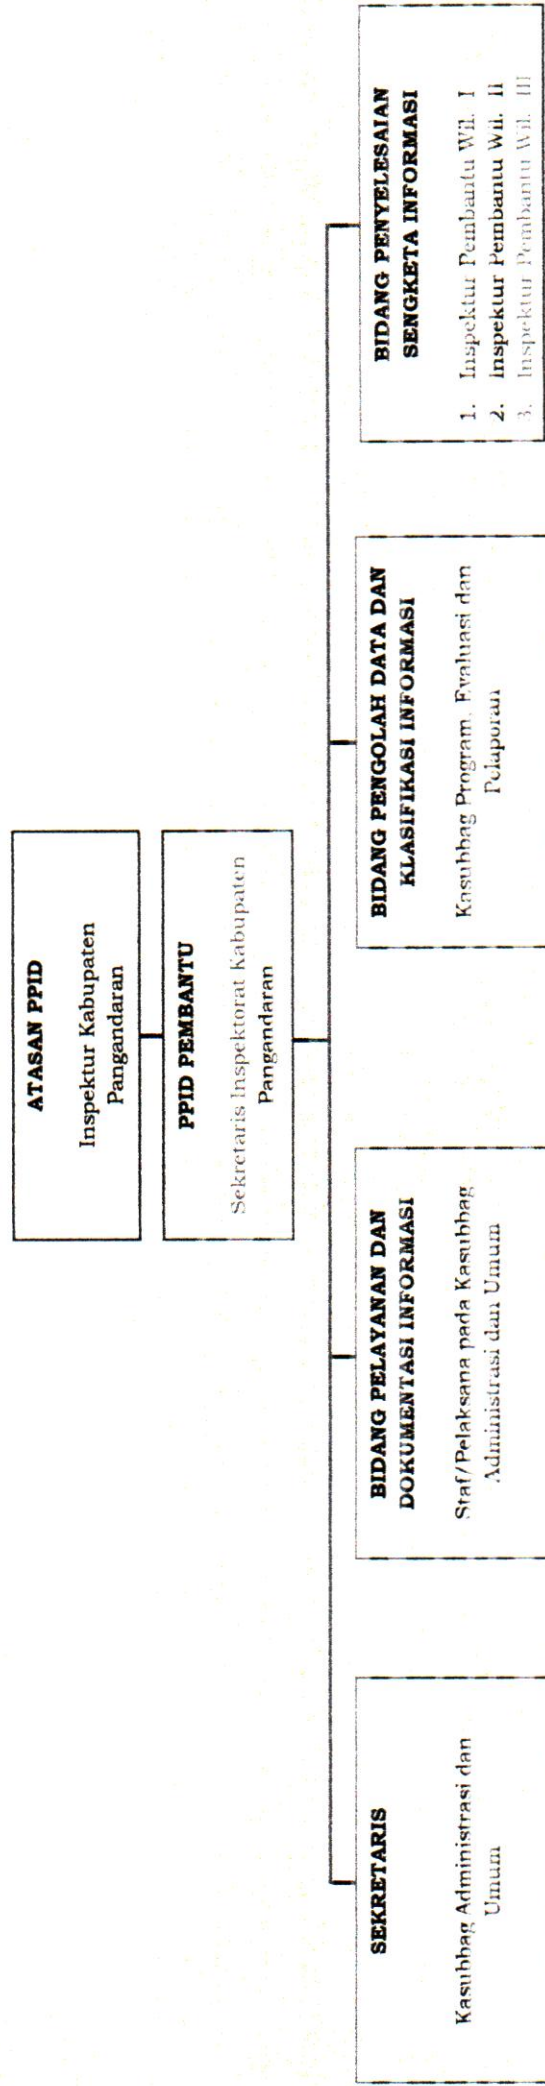 ATASAN PPID
Inspektur Kabupaten
Pangandaran
PPID PEMBANTU
Sekretaris Inspektorat Kabupaten
Pangandaran
SEKRETARIS
Kasubbag Administrasi dan
Umum
BIDANG PELAYANAN DAN
DOKUMENTASI INFORMASI
Staf/Pelaksana pada Kasubbag
Administrasi dan Umum
BIDANG PENGOLAH DATA DAN
KLASIFIKASI INFORMASI
Kasubbag Program, Evaluasi dan
Pelaporan
BIDANG PENYELESAIAN
SENGKETA INFORMASI
1. Inspektur Pembantu Wil. I
2. Inspektur Pembantu Wil. II
3. Inspektur Pembantu Wil. III